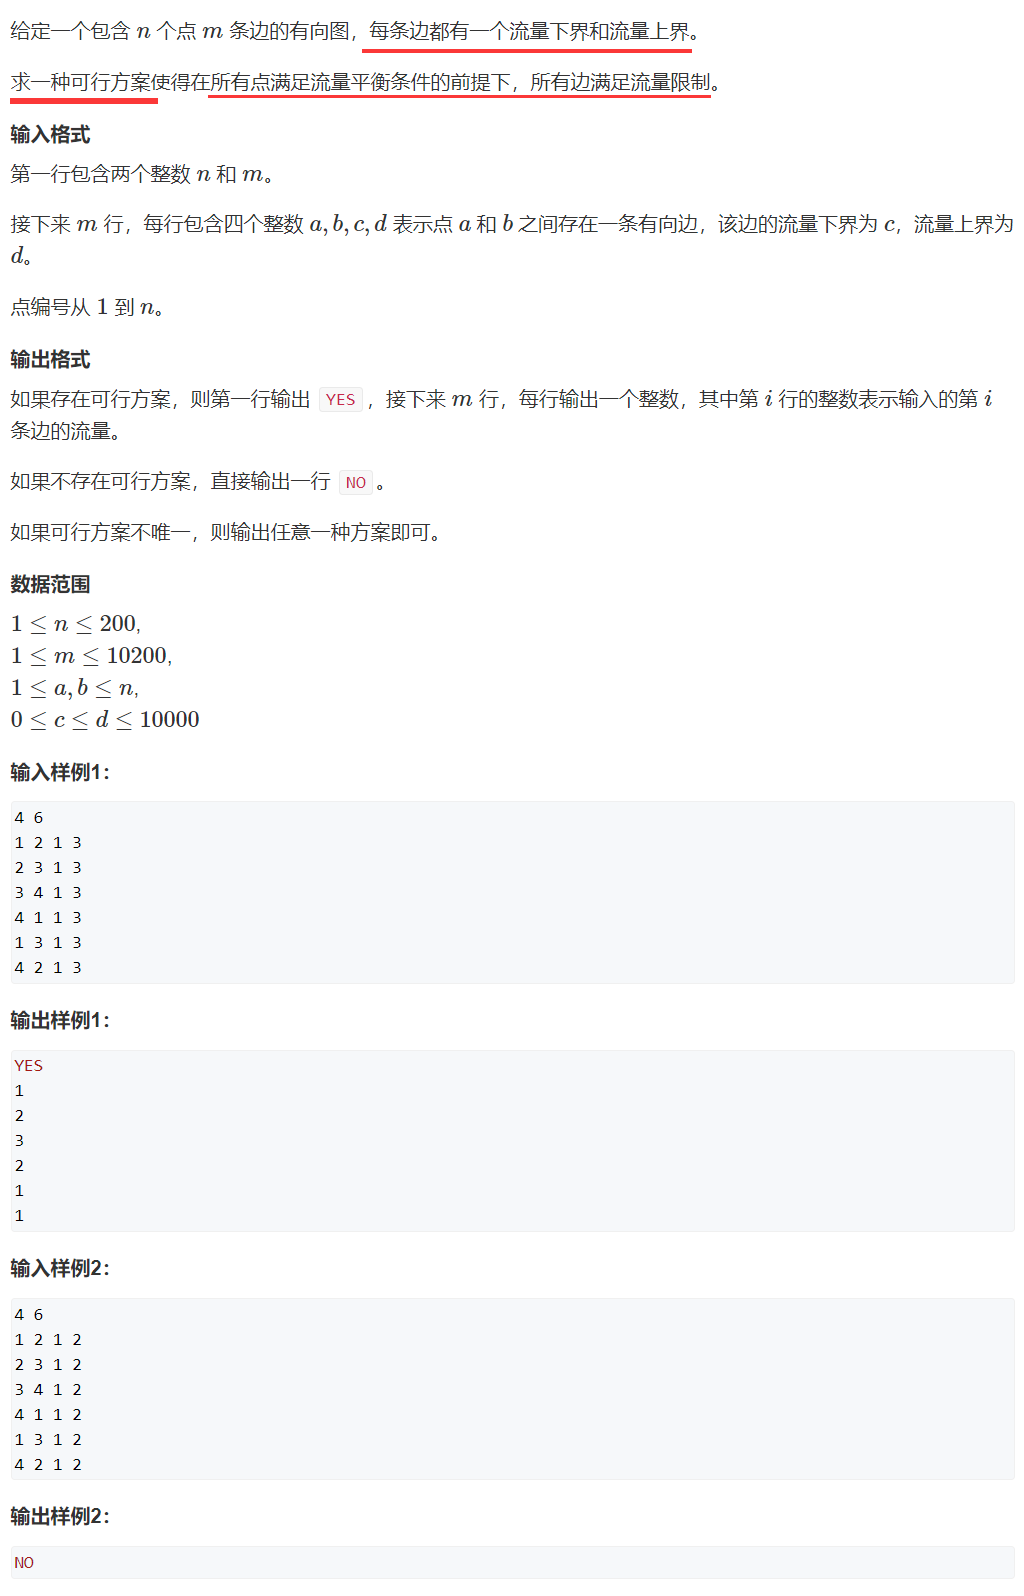 给定一个包含 n 个点 m 条边的有向图，每条边都有一个流量下界和流量上界。
求一种可行方案使得在所有点满足流量平衡条件的前提下，所有边满足流量限制。
输入格式
第一行包含两个整数 n 和 m。
接下来 m 行，每行包含四个整数 a, b, c, d 表示点 a 和 b 之间存在一条有向边，该边的流量下界为 c，流量上界为
d。
点编号从 1 到 n。
输出格式
如果存在可行方案，则第一行输出 YES ，接下来 m 行，每行输出一个整数，其中第 i 行的整数表示输入的第 i
条边的流量。
如果不存在可行方案，直接输出一行 NO 。
如果可行方案不唯一，则输出任意一种方案即可。
数据范围
1 ≤ n ≤ 200,
1 ≤ m ≤ 10200,
1 ≤ a, b ≤ n,
0 ≤ c ≤ d ≤ 10000
输入样例1：
4 6
1 2 1 3
2 3 1 3
3 4 1 3
4 1 1 3
1 3 1 3
4 2 1 3
输出样例1：
YES
1
2
3
2
1
1
输入样例2：
4 6
1 2 1 2
2 3 1 2
3 4 1 2
4 1 1 2
1 3 1 2
4 2 1 2
输出样例2：
NO